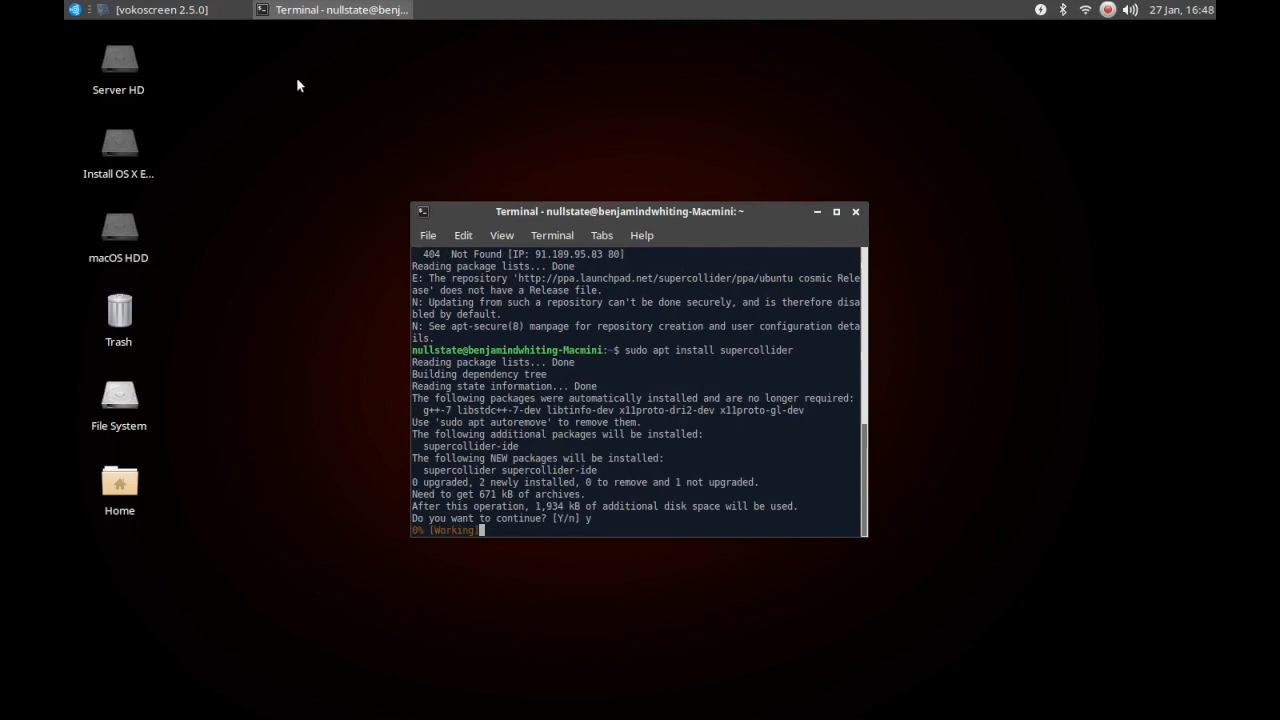 [vokoscreen 2.5.0]
Terminal - nullstate@benj...
27 Jan, 16:48
Server HD
Install OS X E...
macOS HDD
Trash
File System
Home
Terminal - nullstate@benjamindwhiting-Macmini: ~
File Edit View Terminal Tabs Help
404  Not Found [IP: 91.189.95.83 80]
Reading package lists... Done
E: The repository 'http://ppa.launchpad.net/supercollider/ppa/ubuntu cosmic Rele
ase' does not have a Release file.
N: Updating from such a repository can't be done securely, and is therefore disa
bled by default.
N: See apt-secure(8) manpage for repository creation and user configuration deta
ils.
nullstate@benjamindwhiting-Macmini:~$ sudo apt install supercollider
Reading package lists... Done
Building dependency tree
Reading state information... Done
The following packages were automatically installed and are no longer required:
g++-7 libstdc++-7-dev libtinfo-dev x11proto-dri2-dev x11proto-gl-dev
Use 'sudo apt autoremove' to remove them.
The following additional packages will be installed:
supercollider-ide
The following NEW packages will be installed:
supercollider supercollider-ide
0 upgraded, 2 newly installed, 0 to remove and 1 not upgraded.
Need to get 671 kB of archives.
After this operation, 1,934 kB of additional disk space will be used.
Do you want to continue? [Y/n] y
0% [Working]